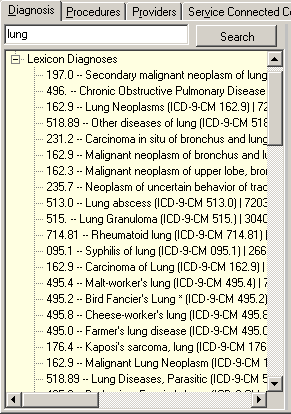 Diagnosis Procedures Providers Service Connected
lung Search
Lexicon Diagnoses
197.0 -- Secondary malignant neoplasm of lung
496. -- Chronic Obstructive Pulmonary Disease
162.9 -- Lung Neoplasms (ICD-9-CM 162.9) | 72
518.89 -- Other diseases of lung (ICD-9-CM 518
231.2 -- Carcinoma in situ of bronchus and lung
162.9 -- Malignant neoplasm of bronchus and lu
162.3 -- Malignant neoplasm of upper lobe, bron
235.7 -- Neoplasm of uncertain behavior of trac
513.0 -- Lung abscess (ICD-9-CM 513.0) | 7203
515. -- Lung Granuloma (ICD-9-CM 515.) | 3040
714.81 -- Rheumatoid lung (ICD-9-CM 714.81) |
095.1 -- Syphilis of lung (ICD-9-CM 095.1) | 266
162.9 -- Carcinoma of Lung (ICD-9-CM 162.9) |
495.4 -- Malt-worker's lung (ICD-9-CM 495.4) | 7
495.2 -- Bird Fancier's Lung * (ICD-9-CM 495.2)
495.8 -- Cheese-worker's lung (ICD-9-CM 495.8
495.0 -- Farmer's lung disease (ICD-9-CM 495.0
176.4 -- Kaposi's sarcoma, lung (ICD-9-CM 176
162.9 -- Malignant Lung Neoplasm (ICD-9-CM
518.89 -- Lung Diseases, Parasitic (ICD-9-CM 5